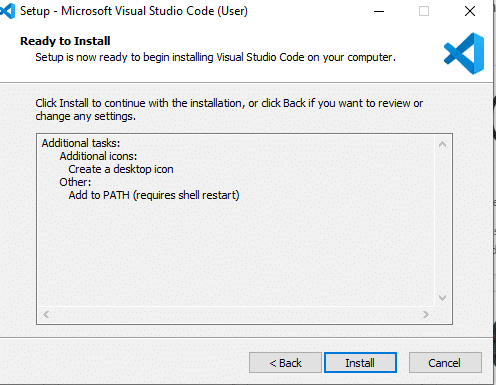 Setup - Microsoft Visual Studio Code (User)
Ready to Install
Setup is now ready to begin installing Visual Studio Code on your computer.
Click Install to continue with the installation, or click Back if you want to review or
change any settings.
Additional tasks:
Additional icons:
Create a desktop icon
Other:
Add to PATH (requires shell restart)
< Back
Install
Cancel